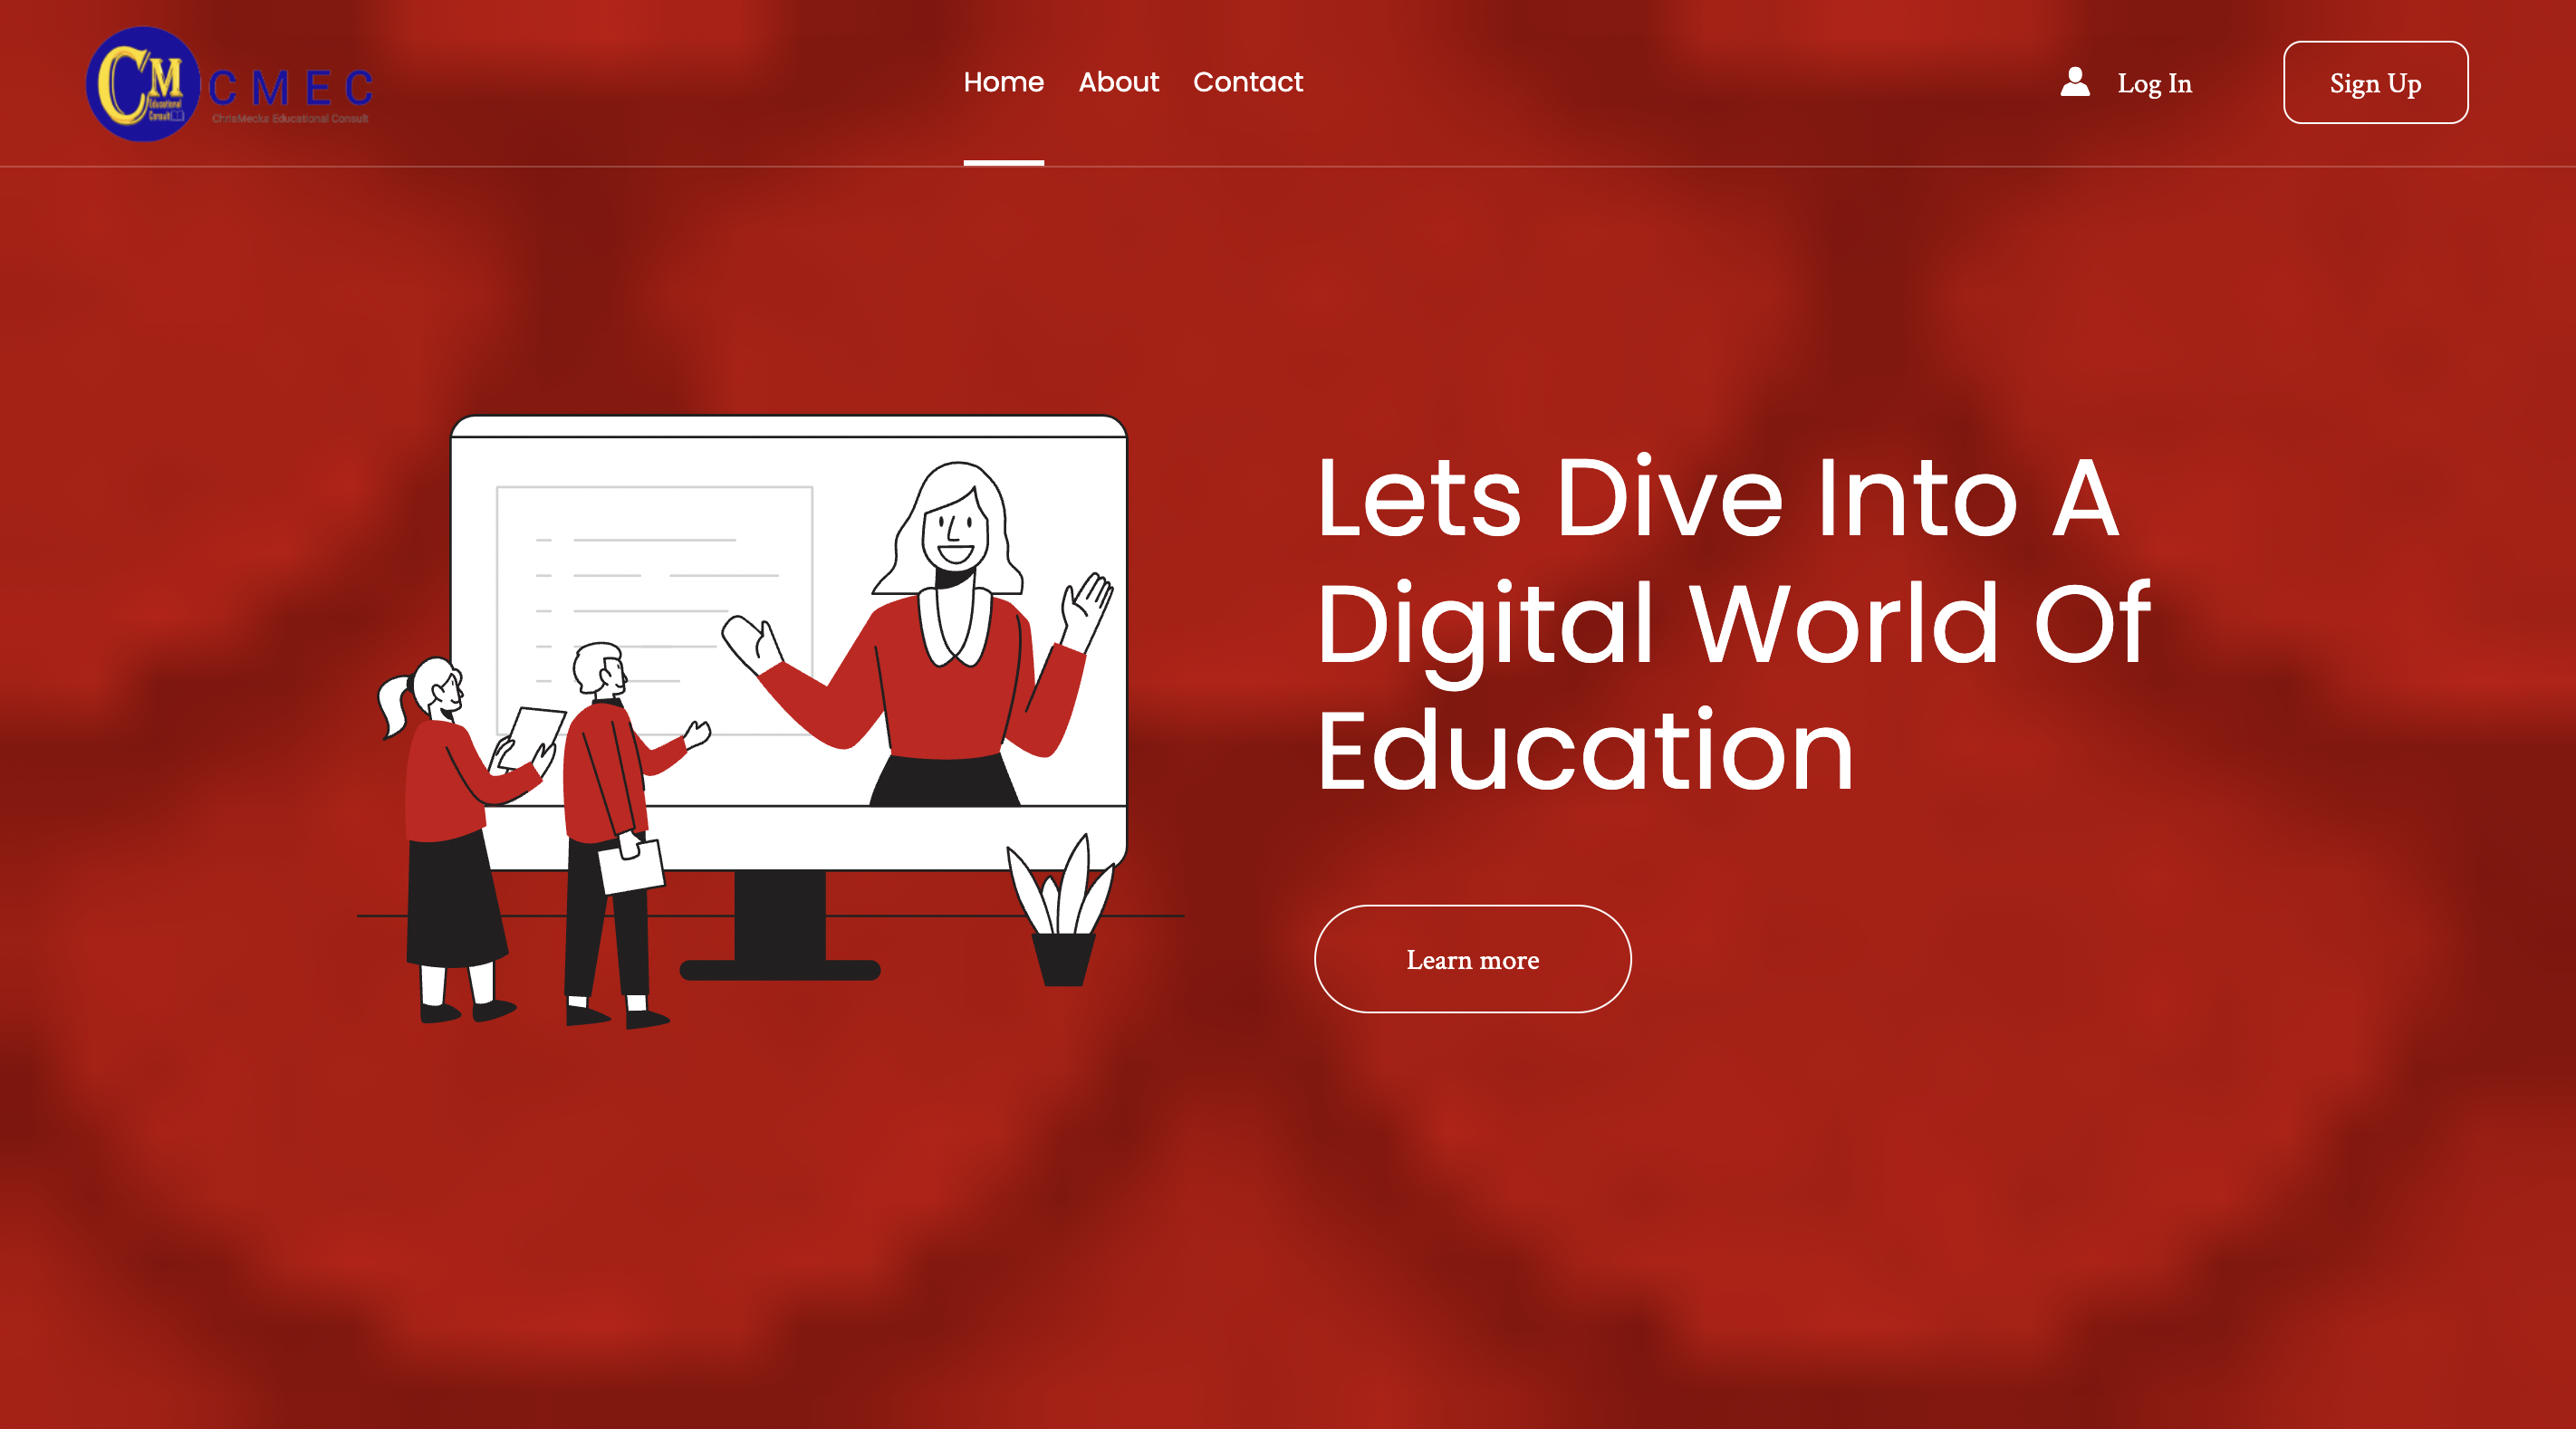 CM
Educational
Consult
CMEC
ChrisMecks Educational Consult
Home About Contact
Log In
Sign Up
Lets Dive Into A
Digital World Of
Education
Learn more